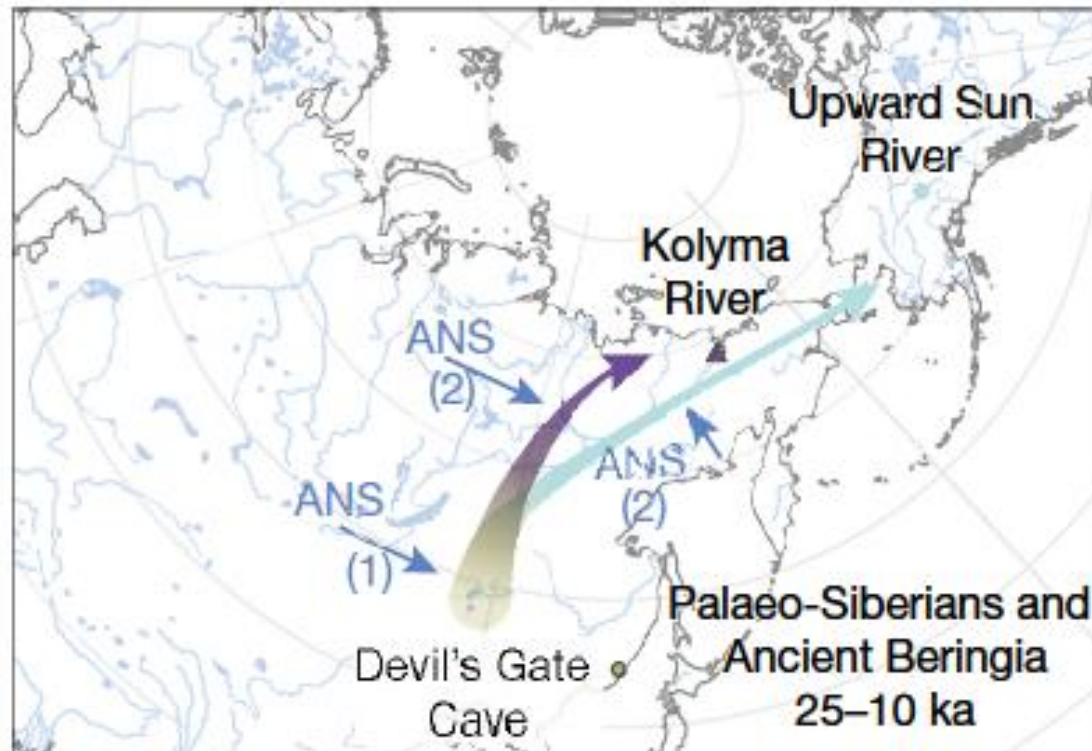 Upward Sun
River
Kolyma
River
ANS
(2)
ANS
(2)
ANS
(1)
Devil's Gate
Cave
Palaeo-Siberians and
Ancient Beringia
25–10 ka